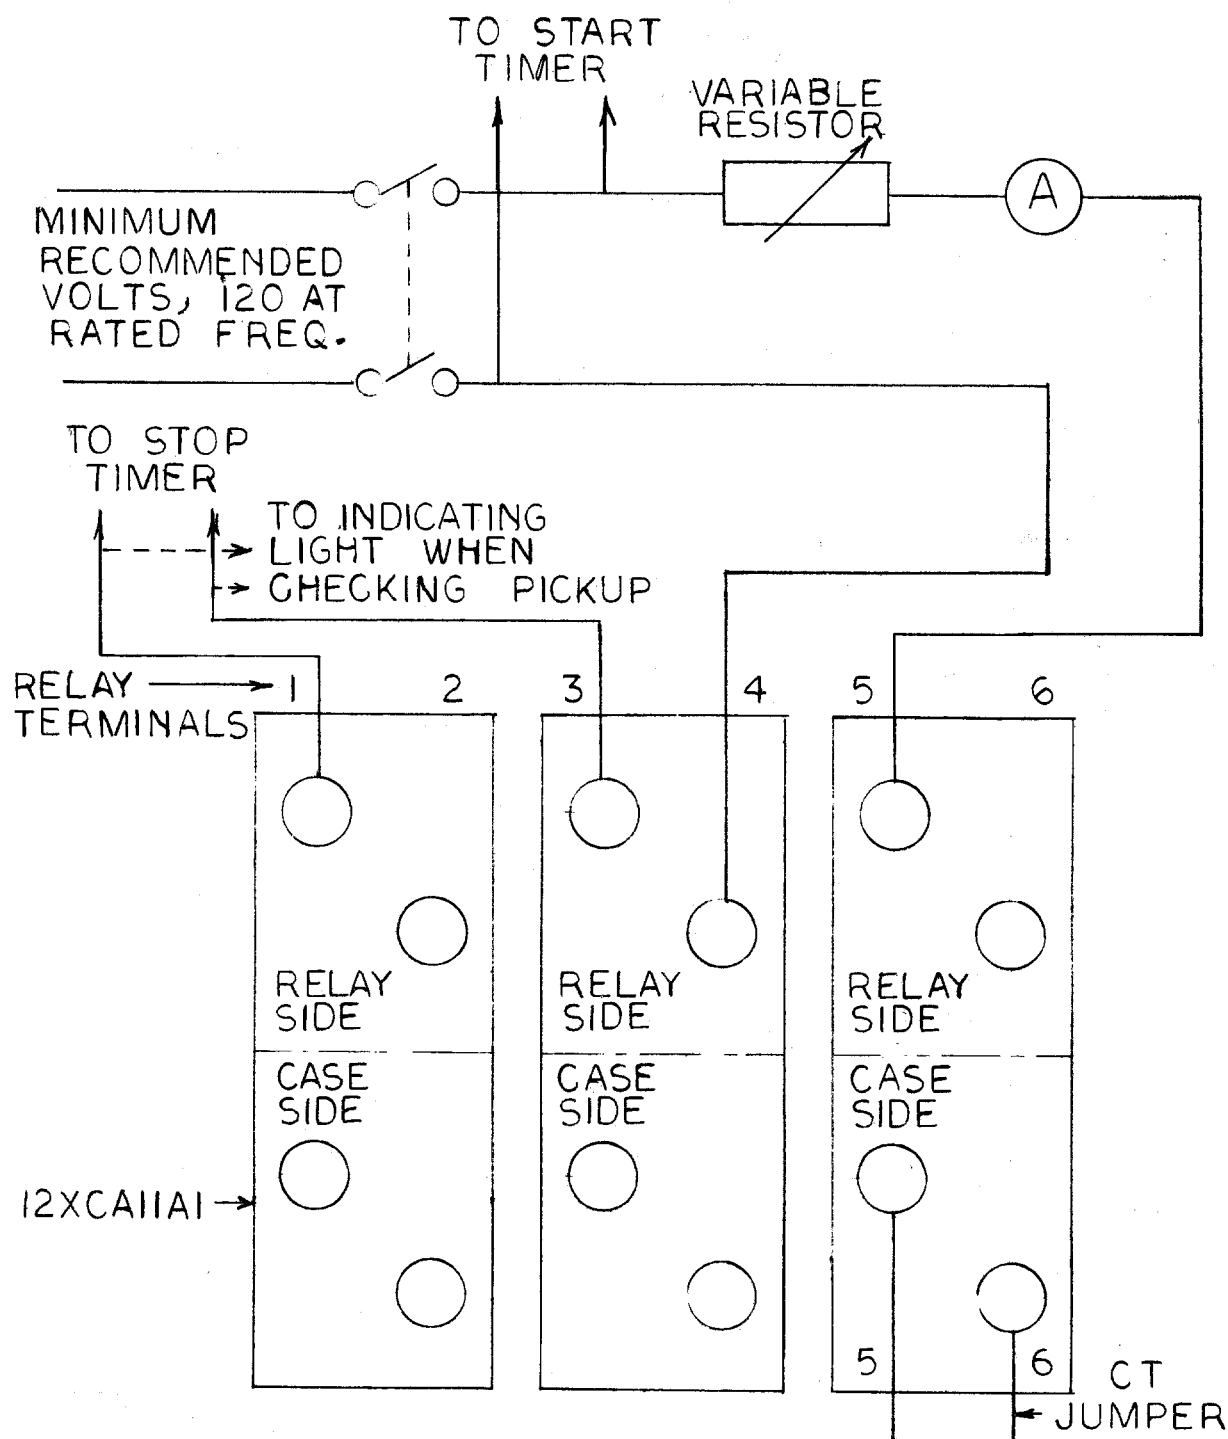 TO START
TIMER
VARIABLE
RESISTOR
A
MINIMUM
RECOMMENDED
VOLTS, 120 AT
RATED FREQ.
TO STOP
TIMER
TO INDICATING
LIGHT WHEN
CHECKING PICKUP
RELAY
TERMINALS
1 2 3 4 5 6
RELAY
SIDE
RELAY
SIDE
RELAY
SIDE
CASE
SIDE
CASE
SIDE
CASE
SIDE
12XCA11A1
5 6
CT
JUMPER